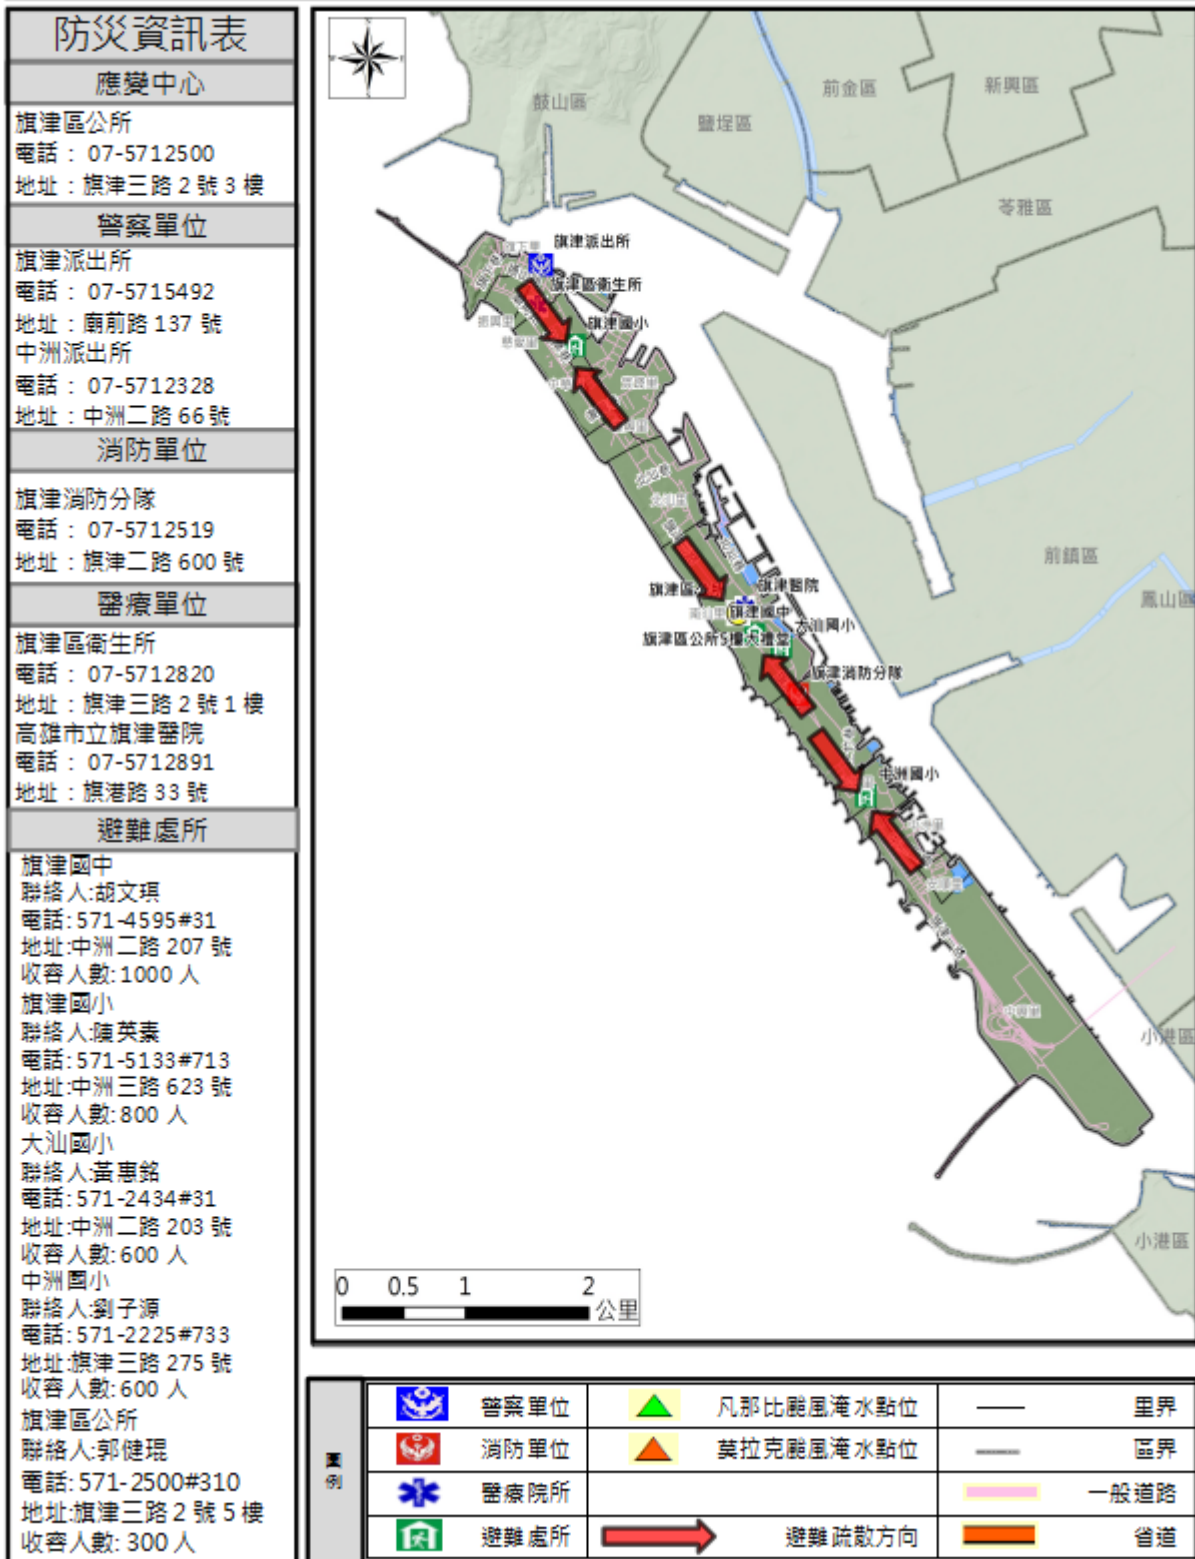 防災資訊表
應變中心
旗津區公所
電話：07-5712500
地址：旗津三路2號3樓
警察單位
旗津派出所
電話：07-5715492
地址：廟前路137號
中洲派出所
電話：07-5712328
地址：中洲二路66號
消防單位
旗津消防分隊
電話：07-5712519
地址：旗津二路600號
醫療單位
旗津區衛生所
電話：07-5712820
地址：旗津三路2號1樓
高雄市立旗津醫院
電話：07-5712891
地址：旗港路33號
避難處所
旗津國中
聯絡人:胡文琪
電話:571-4595#31
地址:中洲二路207號
收容人數:1000人
旗津國小
聯絡人:陳英素
電話:571-5133#713
地址:中洲三路623號
收容人數:800人
大汕國小
聯絡人:黃惠銘
電話:571-2434#31
地址:中洲二路203號
收容人數:600人
中洲國小
聯絡人:劉子源
電話:571-2225#733
地址:旗津三路275號
收容人數:600人
旗津區公所
聯絡人:郭健琨
電話:571-2500#310
地址:旗津三路2號5樓
收容人數:300人
鼓山區
鹽埕區
前金區
新興區
苓雅區
旗津派出所
旗津區衛生所
旗津國小
振興里
北汕里
前鎮區
鳳山區
旗津醫院
旗津國中
大汕國小
旗津區公所5樓大禮堂
旗津消防分隊
中洲國小
中興里
小港區
小港區
0 0.5 1 2
公里
圖例
警察單位
凡那比颱風淹水點位
里界
消防單位
莫拉克颱風淹水點位
區界
醫療院所
一般道路
避難處所
避難疏散方向
省道